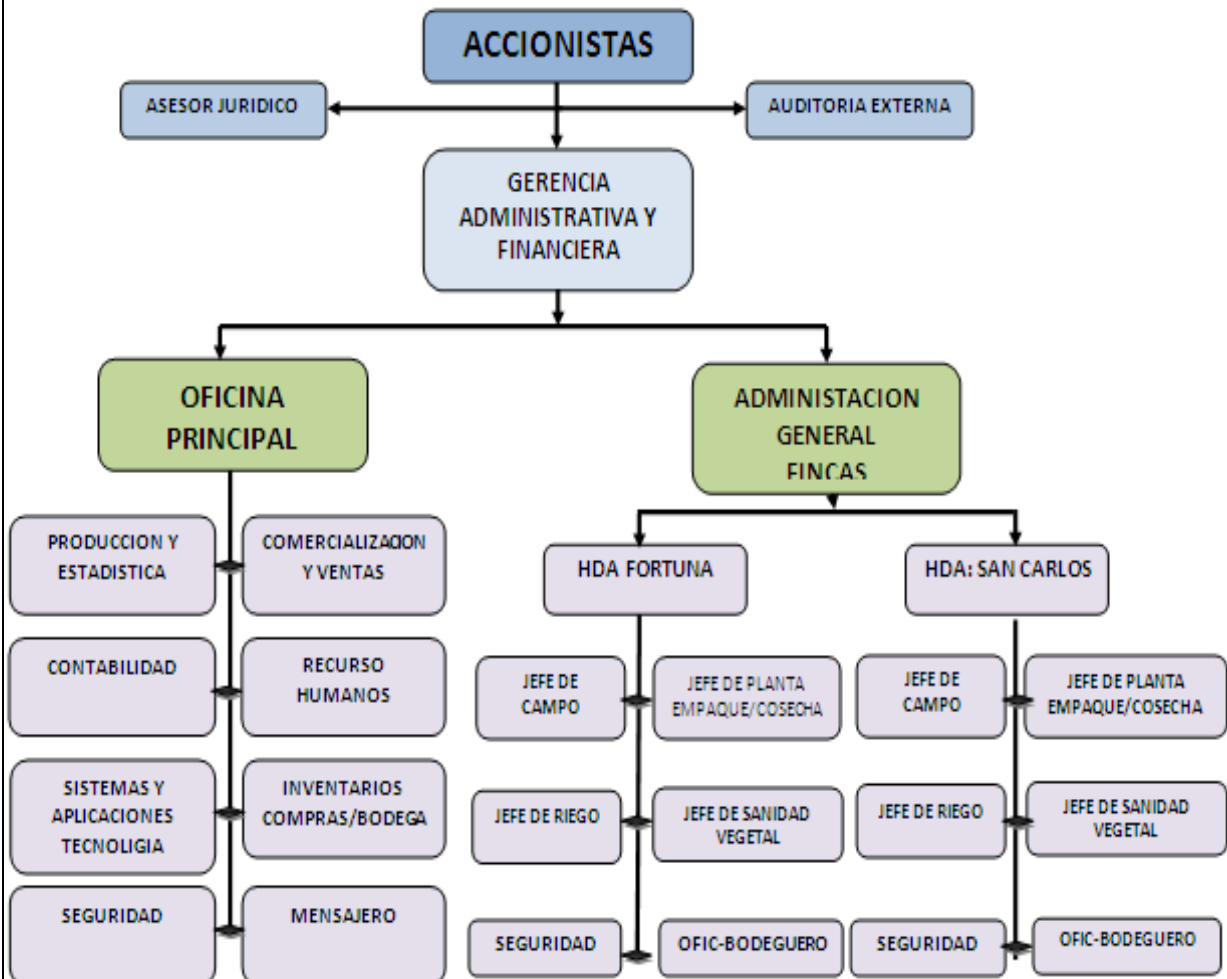 ACCIONISTAS
ASESOR JURIDICO
AUDITORIA EXTERNA
GERENCIA
ADMINISTRATIVA Y
FINANCIERA
OFICINA
PRINCIPAL
ADMINISTACION
GENERAL
FINCAS
PRODUCCION Y
ESTADISTICA
COMERCIALIZACION
Y VENTAS
CONTABILIDAD
RECURSO
HUMANOS
SISTEMAS Y
APLICACIONES
TECNOLIGIA
INVENTARIOS
COMPRAS/BODEGA
SEGURIDAD
MENSAJERO
HDA FORTUNA
JEFE DE
CAMPO
JEFE DE PLANTA
EMPAQUE/COSECHA
JEFE DE RIEGO
JEFE DE SANIDAD
VEGETAL
SEGURIDAD
OFIC-BODEGUERO
HDA: SAN CARLOS
JEFE DE
CAMPO
JEFE DE PLANTA
EMPAQUE/COSECHA
JEFE DE RIEGO
JEFE DE SANIDAD
VEGETAL
SEGURIDAD
OFIC-BODEGUERO